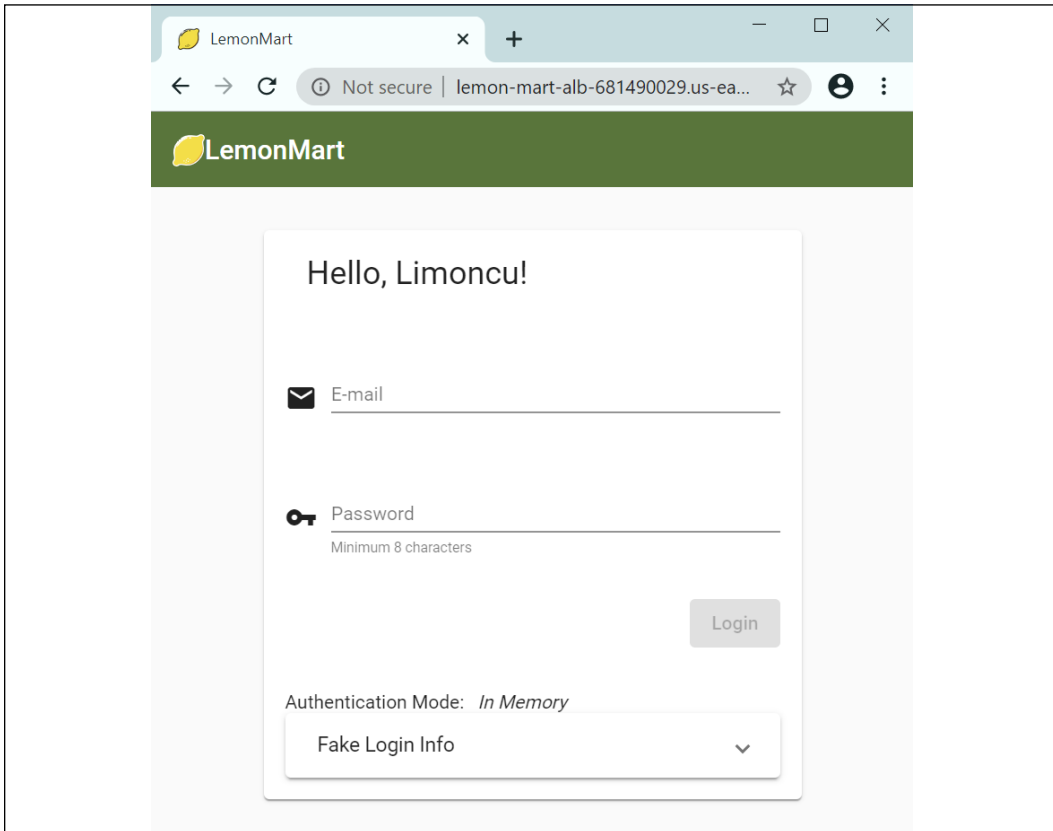 LemonMart
Not secure | lemon-mart-alb-681490029.us-ea...
LemonMart
Hello, Limoncu!
E-mail
Password
Minimum 8 characters
Login
Authentication Mode: In Memory
Fake Login Info